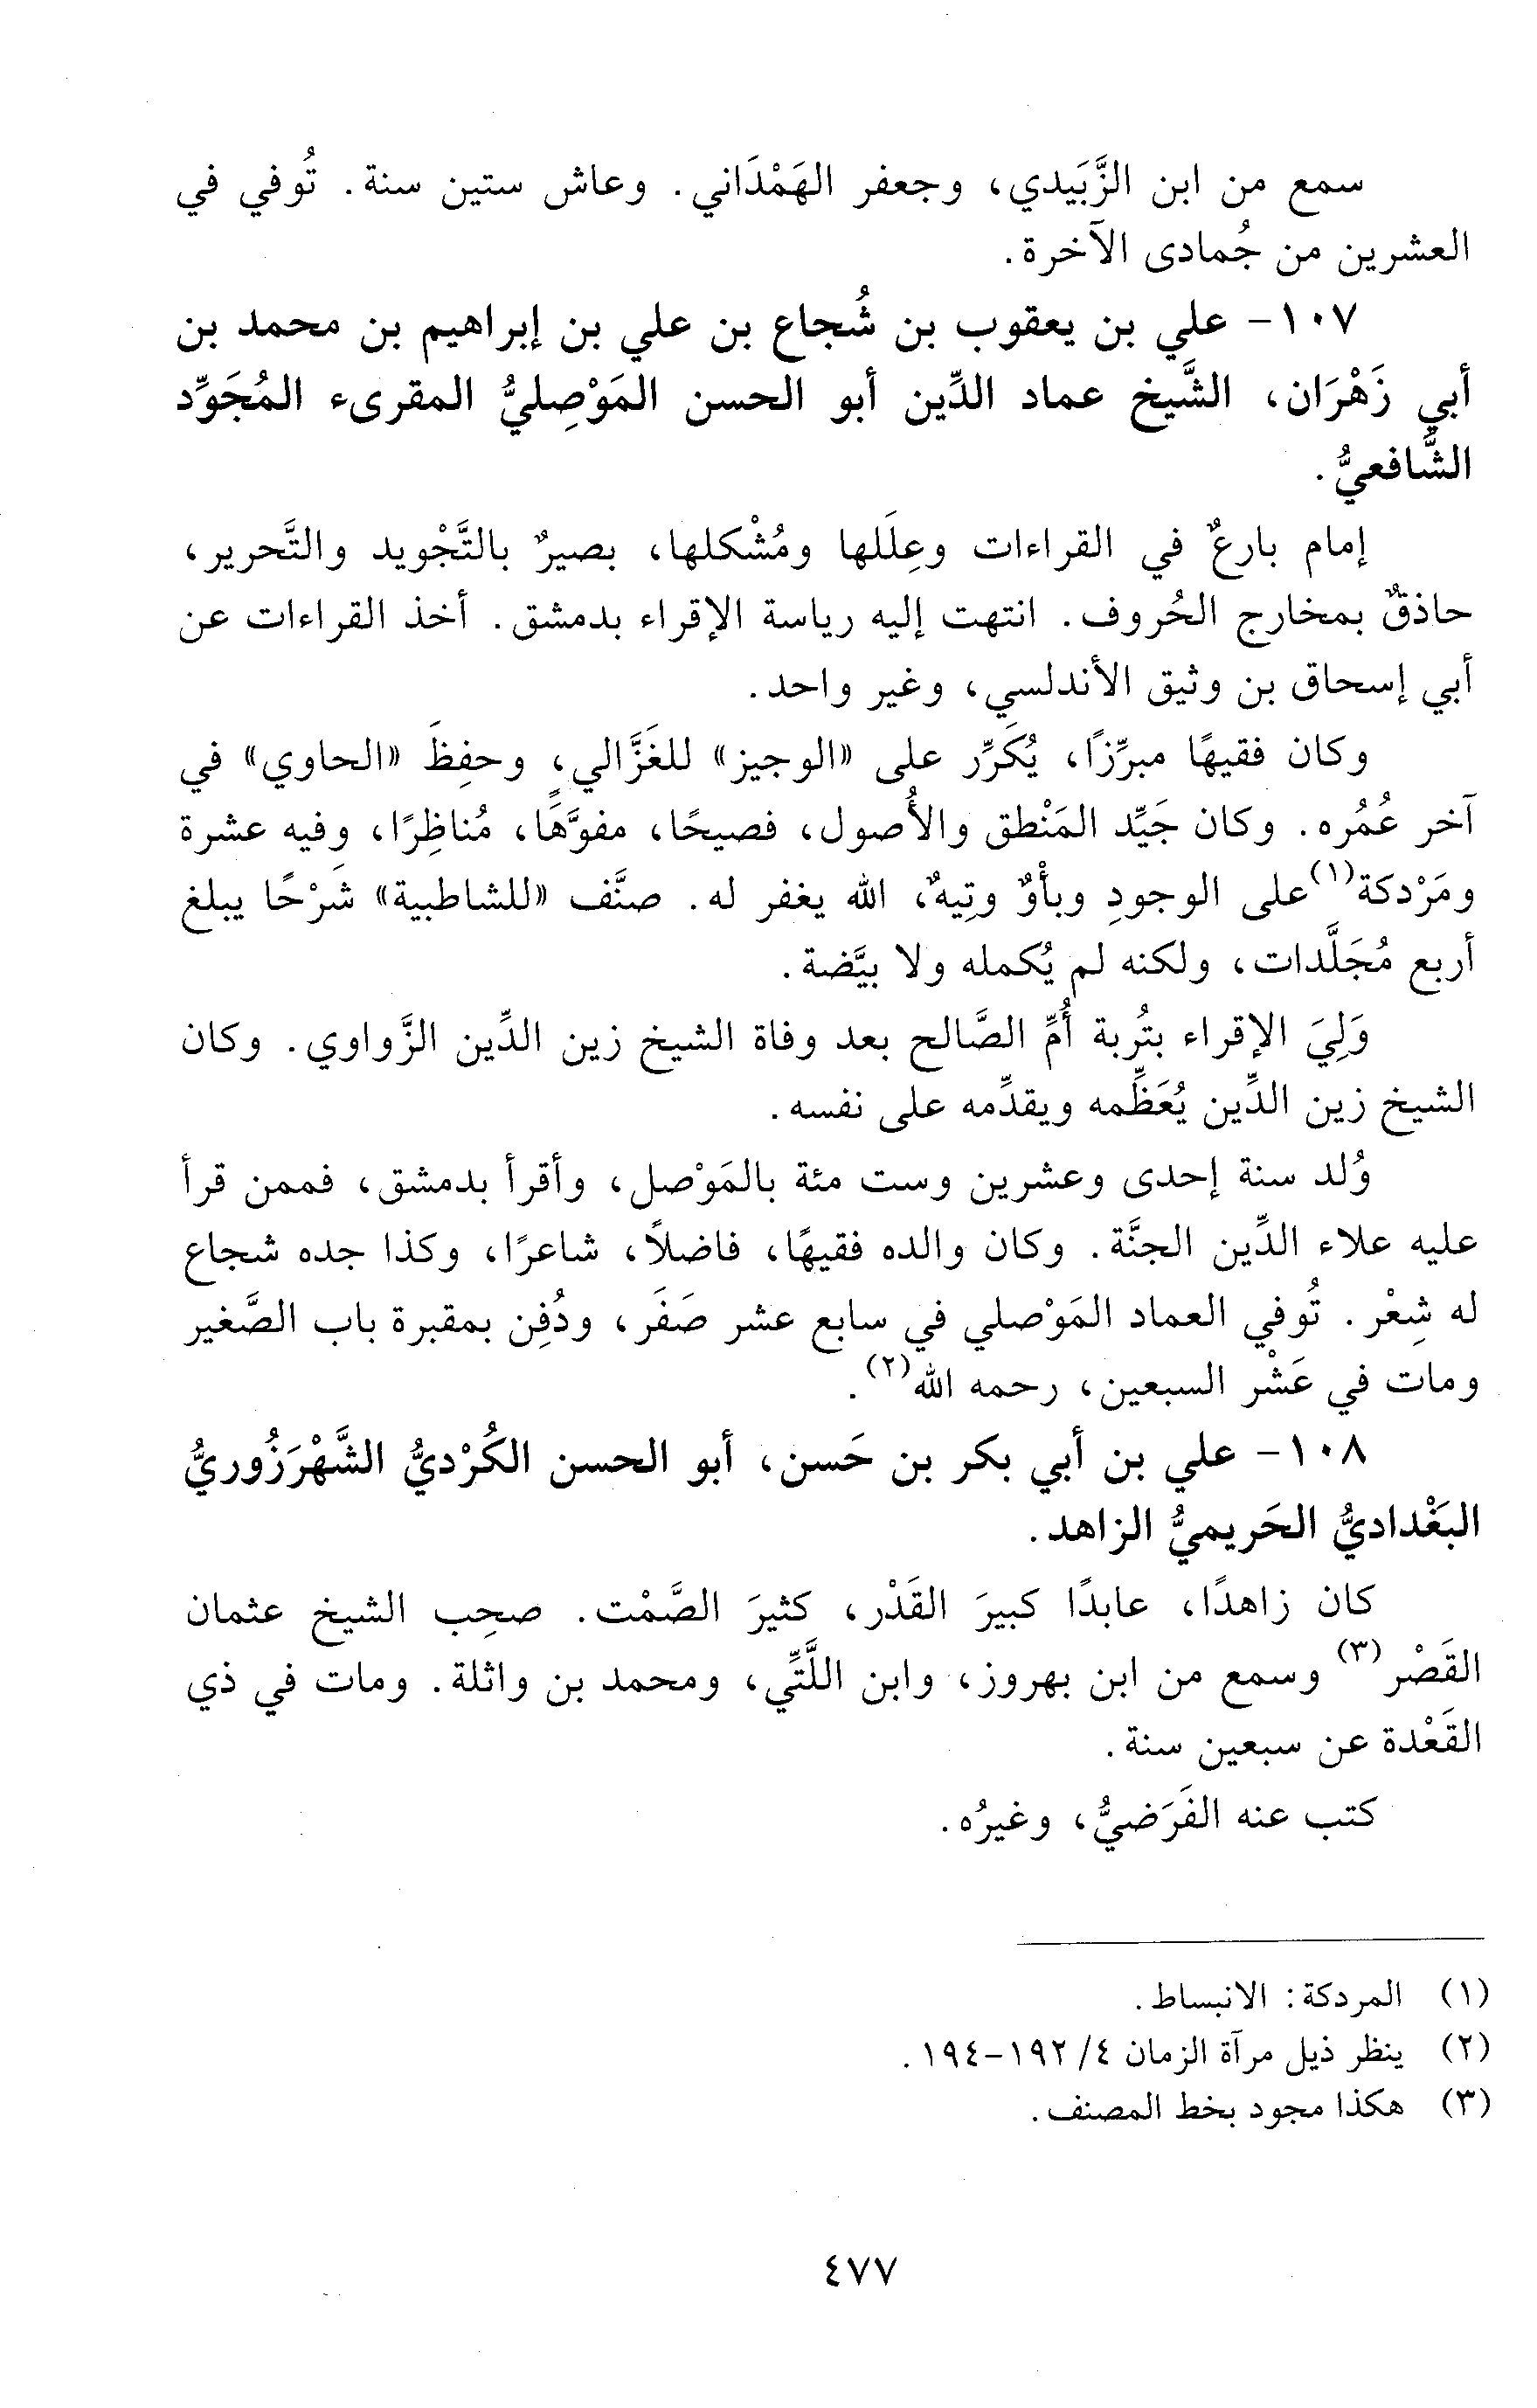 سمع من ابن الزَّبَيدي، وجعفر الهَمْدَاني. وعاش ستين سنة. تُوفي في
العشرين من جُمادى الآخرة.
١٠٧- علي بن يعقوب بن شُجاع بن علي بن إبراهيم بن محمد بن
أبي زَهْرَان، الشَّيخ عماد الدِّين أبو الحسن المَوْصِليُّ المقرىء المُجَوِّد
الشَّافعيُّ.
إمام بارعٌ في القراءات وعِلَلها ومُشْكلها، بصيرٌ بالتَّجْويد والتَّحرير،
حاذقٌ بمخارج الحُروف. انتهت إليه رياسة الإقراء بدمشق. أخذ القراءات عن
أبي إسحاق بن وثيق الأندلسي، وغير واحد.
وكان فقيهًا مبرِّزًا، يُكَرِّر على «الوجيز» للغَزَّالي، وحفِظَ «الحاوي» في
آخر عُمُره. وكان جَيِّد المَنْطق والأُصول، فصيحًا، مفوَّهًا، مُناظِرًا، وفيه عشرة
ومَرْدكة(١) على الوجودِ وبأْوٌ وتِيهٌ، الله يغفر له. صنَّف «للشاطبية» شَرْحًا يبلغ
أربع مُجَلَّدات، ولكنه لم يُكمله ولا بيَّضة.
وَلِيَ الإقراء بتُربة أُمِّ الصَّالح بعد وفاة الشيخ زين الدِّين الزَّواوي. وكان
الشيخ زين الدِّين يُعَظِّمه ويقدِّمه على نفسه.
وُلد سنة إحدى وعشرين وست مئة بالمَوْصل، وأقرأ بدمشق، فممن قرأ
عليه علاء الدِّين الجنَّة. وكان والده فقيهًا، فاضلاً، شاعرًا، وكذا جده شجاع
له شِعْر. تُوفي العماد المَوْصلي في سابع عشر صَفَر، ودُفِن بمقبرة باب الصَّغير
ومات في عَشْر السبعين، رحمه الله(٢).
١٠٨- علي بن أبي بكر بن حَسن، أبو الحسن الكُرْديُّ الشَّهْرَزُوريُّ
البَغْداديُّ الحَريميُّ الزاهد.
كان زاهدًا، عابدًا كبيرَ القَدْر، كثيرَ الصَّمْت. صحِب الشيخ عثمان
القَصْر(٣) وسمع من ابن بهروز، وابن اللَّتِّي، ومحمد بن واثلة. ومات في ذي
القَعْدة عن سبعين سنة.
كتب عنه الفَرَضيُّ، وغيرُه.
(١) المردكة: الانبساط.
(٢) ينظر ذيل مرآة الزمان ٤/ ١٩٢-١٩٤.
(٣) هكذا مجود بخط المصنف.
٤٧٧